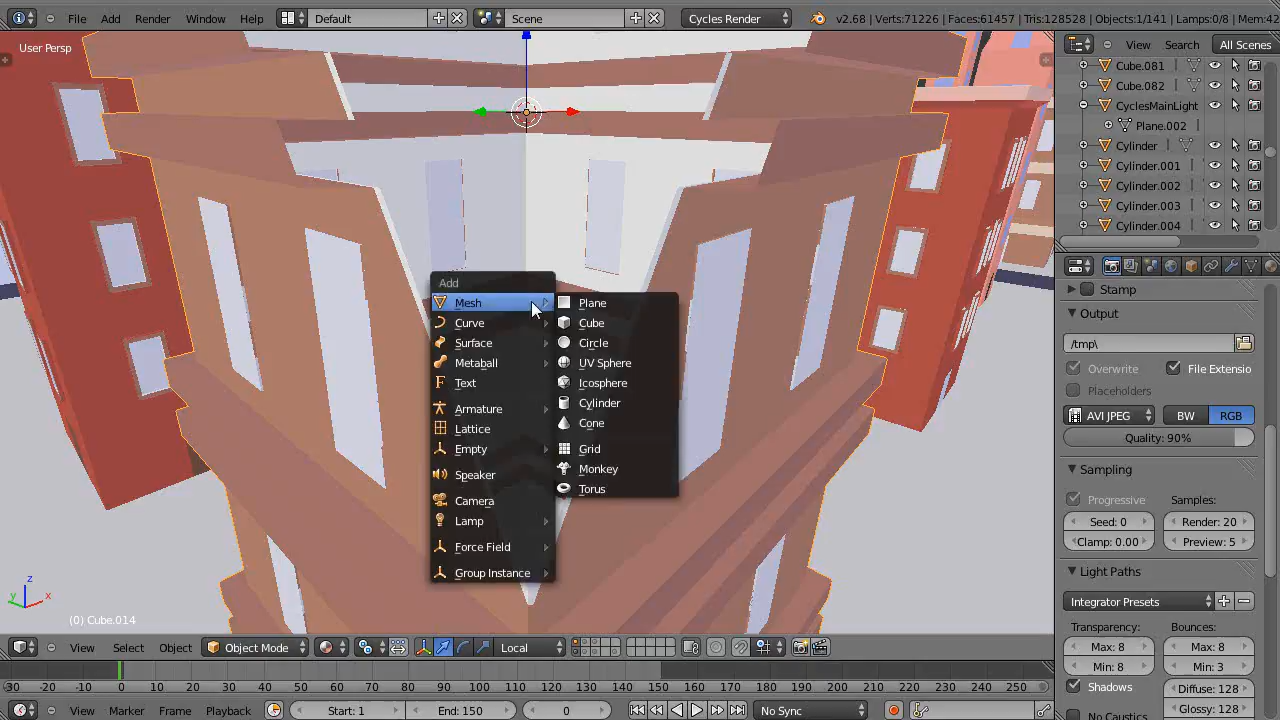 File Add Render Window Help Default Scene Cycles Render v2.68 | Verts:71226 | Faces:61457 | Tris:128528 | Objects:1/141 | Lamps:0/8 | Mem:42
User Persp
View Search All Scenes
Cube.081
Cube.082
CyclesMainLight
Plane.002
Cylinder
Cylinder.001
Cylinder.002
Cylinder.003
Cylinder.004
Add
Mesh
Curve
Surface
Metaball
Text
Armature
Lattice
Empty
Speaker
Camera
Lamp
Force Field
Group Instance
Plane
Cube
Circle
UV Sphere
Icosphere
Cylinder
Cone
Grid
Monkey
Torus
Stamp
Output
/tmp\
Overwrite File Extensio
Placeholders
AVI JPEG BW RGB
Quality: 90%
Sampling
Progressive Samples:
Seed: 0 Render: 20
Clamp: 0.00 Preview: 5
Light Paths
Integrator Presets
Transparency: Bounces:
Max: 8 Max: 8
Min: 8 Min: 3
Shadows Diffuse: 128
Glossy: 128
No Caustics
z
y x
(0) Cube.014
View Select Object Object Mode Local
-30 -20 -10 0 10 20 30 40 50 60 70 80 90 100 110 120 130 140 150 160 170 180 190 200 210 220 230 240 250
View Marker Frame Playback Start: 1 End: 150 0 No Sync